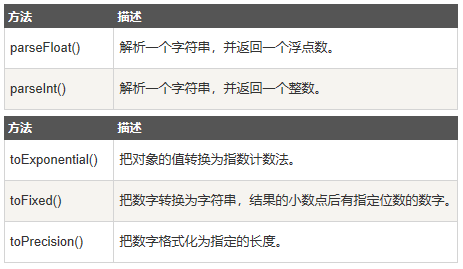 方法 描述
parseFloat() 解析一个字符串，并返回一个浮点数。
parseInt() 解析一个字符串，并返回一个整数。
方法 描述
toExponential() 把对象的值转换为指数计数法。
toFixed() 把数字转换为字符串，结果的小数点后有指定位数的数字。
toPrecision() 把数字格式化为指定的长度。